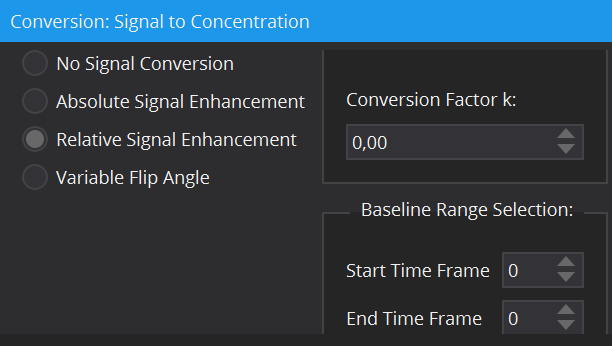 Conversion: Signal to Concentration
No Signal Conversion
Absolute Signal Enhancement
Relative Signal Enhancement
Variable Flip Angle
Conversion Factor k:
0,00
Baseline Range Selection:
Start Time Frame 0
End Time Frame 0